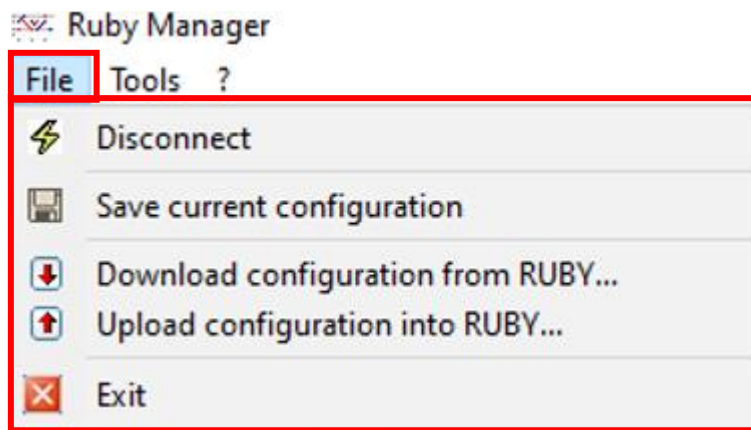 Ruby Manager
File Tools ?
Disconnect
Save current configuration
Download configuration from RUBY...
Upload configuration into RUBY...
Exit